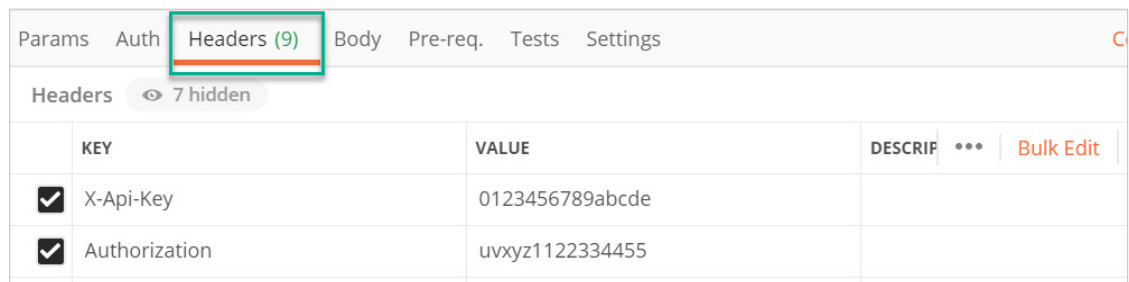 Params Auth Headers (9) Body Pre-req. Tests Settings
Headers 7 hidden
KEY VALUE DESCRIP ••• Bulk Edit
X-Api-Key 0123456789abcde
Authorization uvxyz1122334455